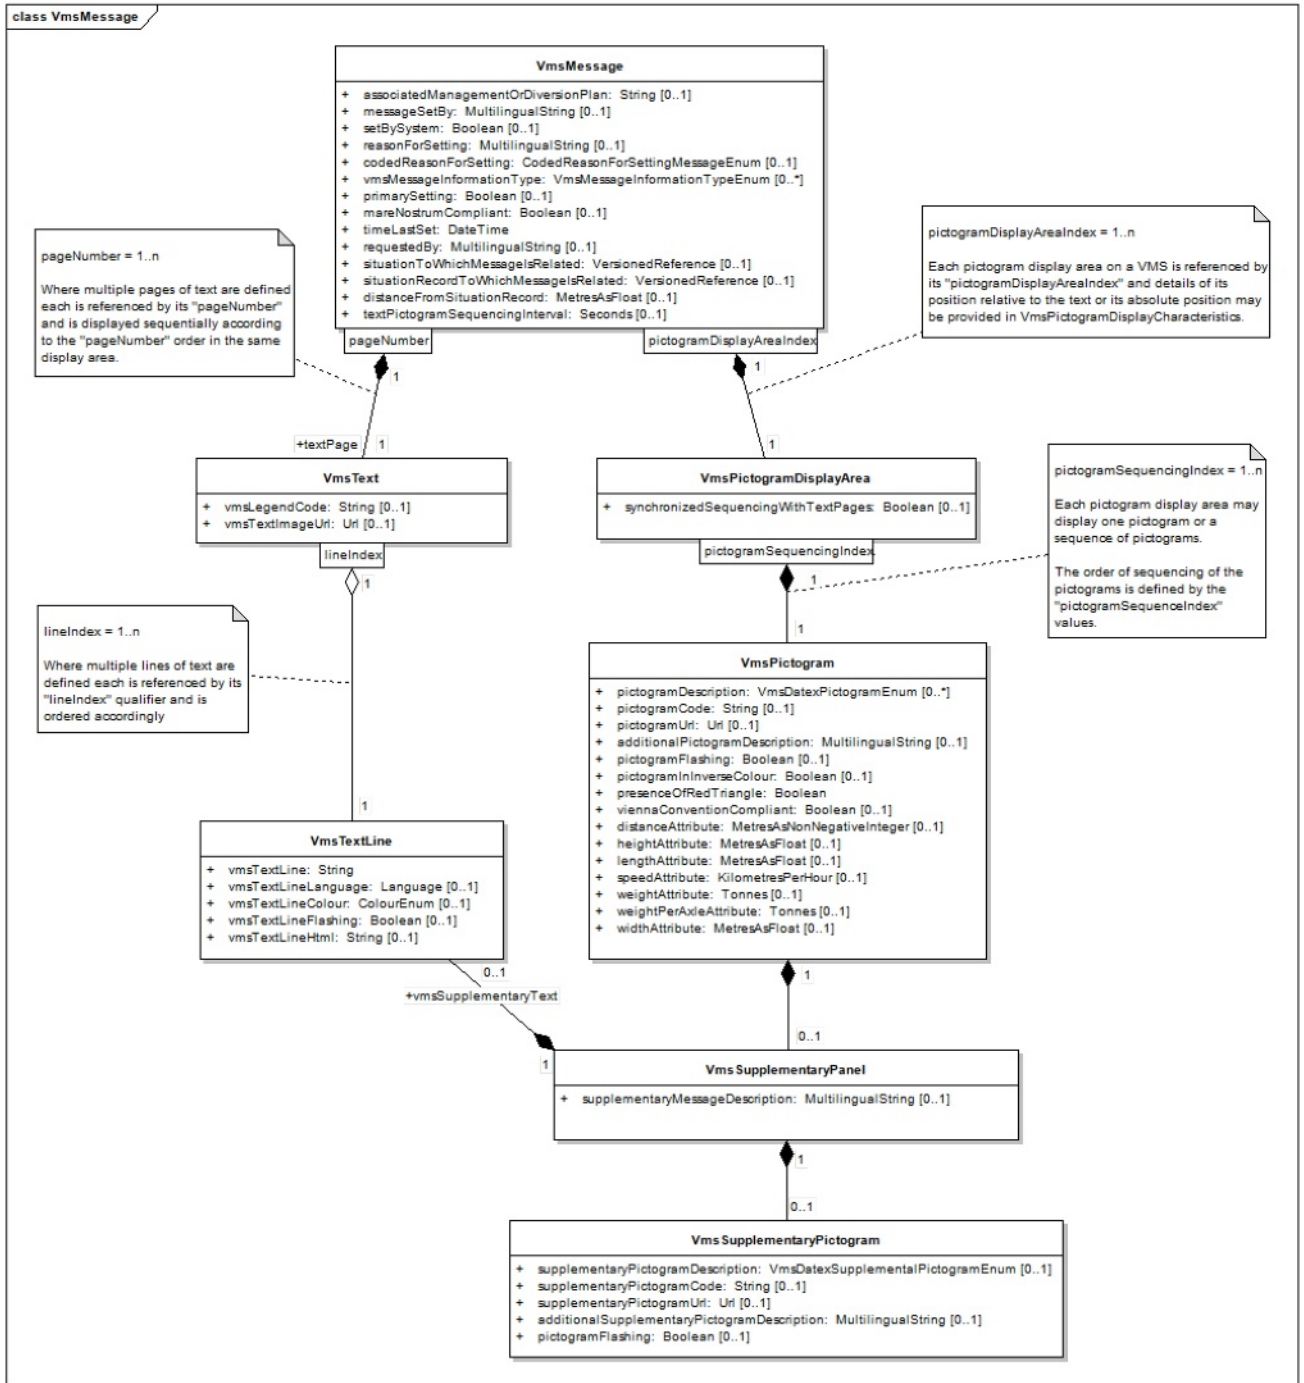 class VmsMessage
VmsMessage
+ associatedManagementOrDiversionPlan: String [0..1]
+ messageSetBy: MultilingualString [0..1]
+ setBySystem: Boolean [0..1]
+ reasonForSetting: MultilingualString [0..1]
+ codedReasonForSetting: CodedReasonForSettingMessageEnum [0..1]
+ vmsMessageInformationType: VmsMessageInformationTypeEnum [0..*]
+ primarySetting: Boolean [0..1]
+ mareNostrumCompliant: Boolean [0..1]
+ timeLastSet: DateTime
+ requestedBy: MultilingualString [0..1]
+ situationToWhichMessageIsRelated: VersionedReference [0..1]
+ situationRecordToWhichMessageIsRelated: VersionedReference [0..1]
+ distanceFromSituationRecord: MetresAsFloat [0..1]
+ textPictogramSequencingInterval: Seconds [0..1]
pageNumber
pictogramDisplayAreaIndex
pageNumber = 1..n
Where multiple pages of text are defined
each is referenced by its "pageNumber"
and is displayed sequentially according
to the "pageNumber" order in the same
display area.
pictogramDisplayAreaIndex = 1..n
Each pictogram display area on a VMS is referenced by
its "pictogramDisplayAreaIndex" and details of its
position relative to the text or its absolute position may
be provided in VmsPictogramDisplayCharacteristics.
1
1
+textPage
1
1
VmsText
+ vmsLegendCode: String [0..1]
+ vmsTextImageUrl: Url [0..1]
lineIndex
1
VmsPictogramDisplayArea
+ synchronizedSequencingWithTextPages: Boolean [0..1]
pictogramSequencingIndex
1
pictogramSequencingIndex = 1..n
Each pictogram display area may
display one pictogram or a
sequence of pictograms.
The order of sequencing of the
pictograms is defined by the
"pictogramSequenceIndex"
values.
lineIndex = 1..n
Where multiple lines of text are
defined each is referenced by its
"lineIndex" qualifier and is
ordered accordingly
1
VmsPictogram
+ pictogramDescription: VmsDatexPictogramEnum [0..*]
+ pictogramCode: String [0..1]
+ pictogramUrl: Url [0..1]
+ additionalPictogramDescription: MultilingualString [0..1]
+ pictogramFlashing: Boolean [0..1]
+ pictogramInInverseColour: Boolean [0..1]
+ presenceOfRedTriangle: Boolean
+ viennaConventionCompliant: Boolean [0..1]
+ distanceAttribute: MetresAsNonNegativeInteger [0..1]
+ heightAttribute: MetresAsFloat [0..1]
+ lengthAttribute: MetresAsFloat [0..1]
+ speedAttribute: KilometresPerHour [0..1]
+ weightAttribute: Tonnes [0..1]
+ weightPerAxleAttribute: Tonnes [0..1]
+ widthAttribute: MetresAsFloat [0..1]
1
VmsTextLine
+ vmsTextLine: String
+ vmsTextLineLanguage: Language [0..1]
+ vmsTextLineColour: ColourEnum [0..1]
+ vmsTextLineFlashing: Boolean [0..1]
+ vmsTextLineHtml: String [0..1]
0..1
+vmsSupplementaryText
1
1
0..1
VmsSupplementaryPanel
+ supplementaryMessageDescription: MultilingualString [0..1]
1
0..1
VmsSupplementaryPictogram
+ supplementaryPictogramDescription: VmsDatexSupplementalPictogramEnum [0..1]
+ supplementaryPictogramCode: String [0..1]
+ supplementaryPictogramUrl: Url [0..1]
+ additionalSupplementaryPictogramDescription: MultilingualString [0..1]
+ pictogramFlashing: Boolean [0..1]